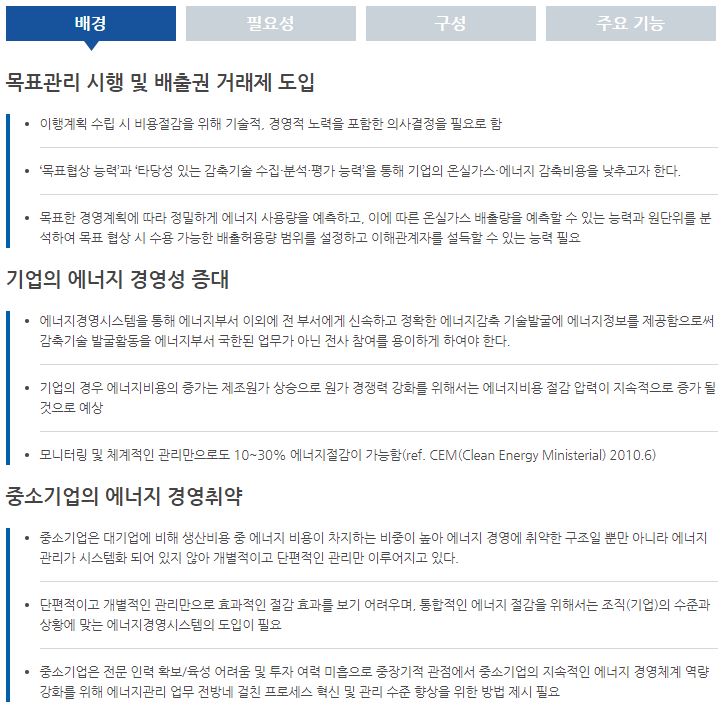 배경
필요성
구성
주요 기능
목표관리 시행 및 배출권 거래제 도입
이행계획 수립 시 비용절감을 위해 기술적, 경영적 노력을 포함한 의사결정을 필요로 함
‘목표협상 능력’과 ‘타당성 있는 감축기술 수집·분석·평가 능력’을 통해 기업의 온실가스·에너지 감축비용을 낮추고자 한다.
목표한 경영계획에 따라 정밀하게 에너지 사용량을 예측하고, 이에 따른 온실가스 배출량을 예측할 수 있는 능력과 원단위를 분
석하여 목표 협상 시 수용 가능한 배출허용량 범위를 설정하고 이해관계자를 설득할 수 있는 능력 필요
기업의 에너지 경영성 증대
에너지경영시스템을 통해 에너지부서 이외에 전 부서에게 신속하고 정확한 에너지감축 기술발굴에 에너지정보를 제공함으로써
감축기술 발굴활동을 에너지부서 국한된 업무가 아닌 전사 참여를 용이하게 하여야 한다.
기업의 경우 에너지비용의 증가는 제조원가 상승으로 원가 경쟁력 강화를 위해서는 에너지비용 절감 압력이 지속적으로 증가 될
것으로 예상
모니터링 및 체계적인 관리만으로도 10~30% 에너지절감이 가능함(ref. CEM(Clean Energy Ministerial) 2010.6)
중소기업의 에너지 경영취약
중소기업은 대기업에 비해 생산비용 중 에너지 비용이 차지하는 비중이 높아 에너지 경영에 취약한 구조일 뿐만 아니라 에너지
관리가 시스템화 되어 있지 않아 개별적이고 단편적인 관리만 이루어지고 있다.
단편적이고 개별적인 관리만으로 효과적인 절감 효과를 보기 어려우며, 통합적인 에너지 절감을 위해서는 조직(기업)의 수준과
상황에 맞는 에너지경영시스템의 도입이 필요
중소기업은 전문 인력 확보/육성 어려움 및 투자 여력 미흡으로 중장기적 관점에서 중소기업의 지속적인 에너지 경영체계 역량
강화를 위해 에너지관리 업무 전방네 걸친 프로세스 혁신 및 관리 수준 향상을 위한 방법 제시 필요